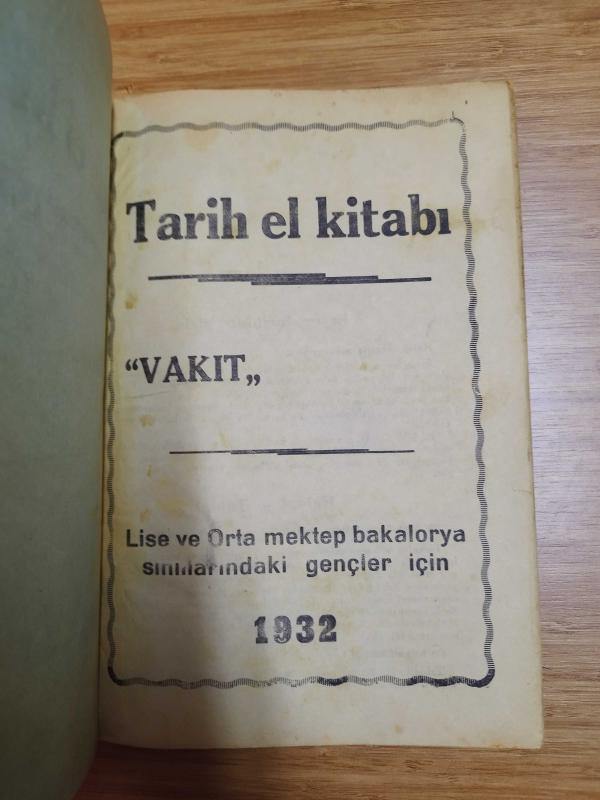 Tarih el kitabı
“VAKIT„
Lise ve Orta mektep bakalorya
sınıflarındaki gençler için
1932